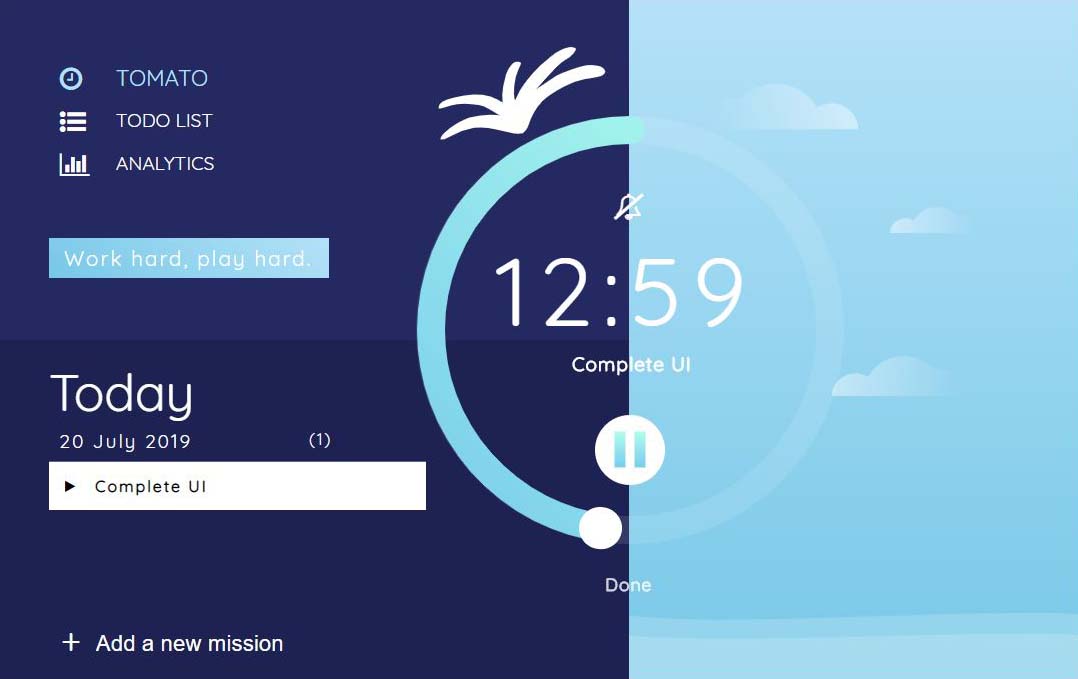 TOMATO
TODO LIST
ANALYTICS
Work hard, play hard.
Today
20 July 2019 (1)
Complete UI
Add a new mission
12:59
Complete UI
Done